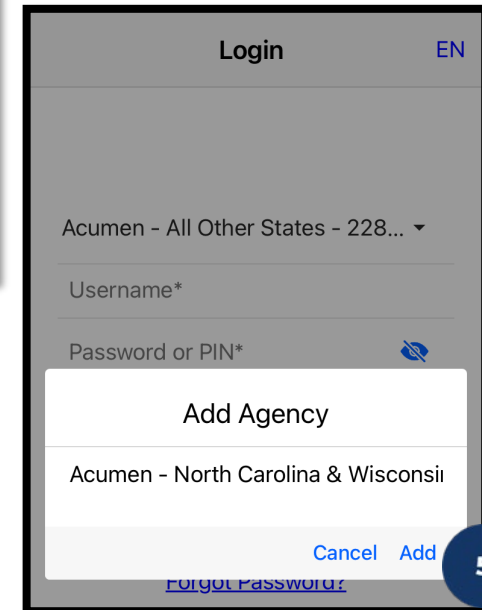 Login EN
Acumen - All Other States - 228...
Username*
Password or PIN*
Add Agency
Acumen - North Carolina &
Cancel Add
Forgot Password?